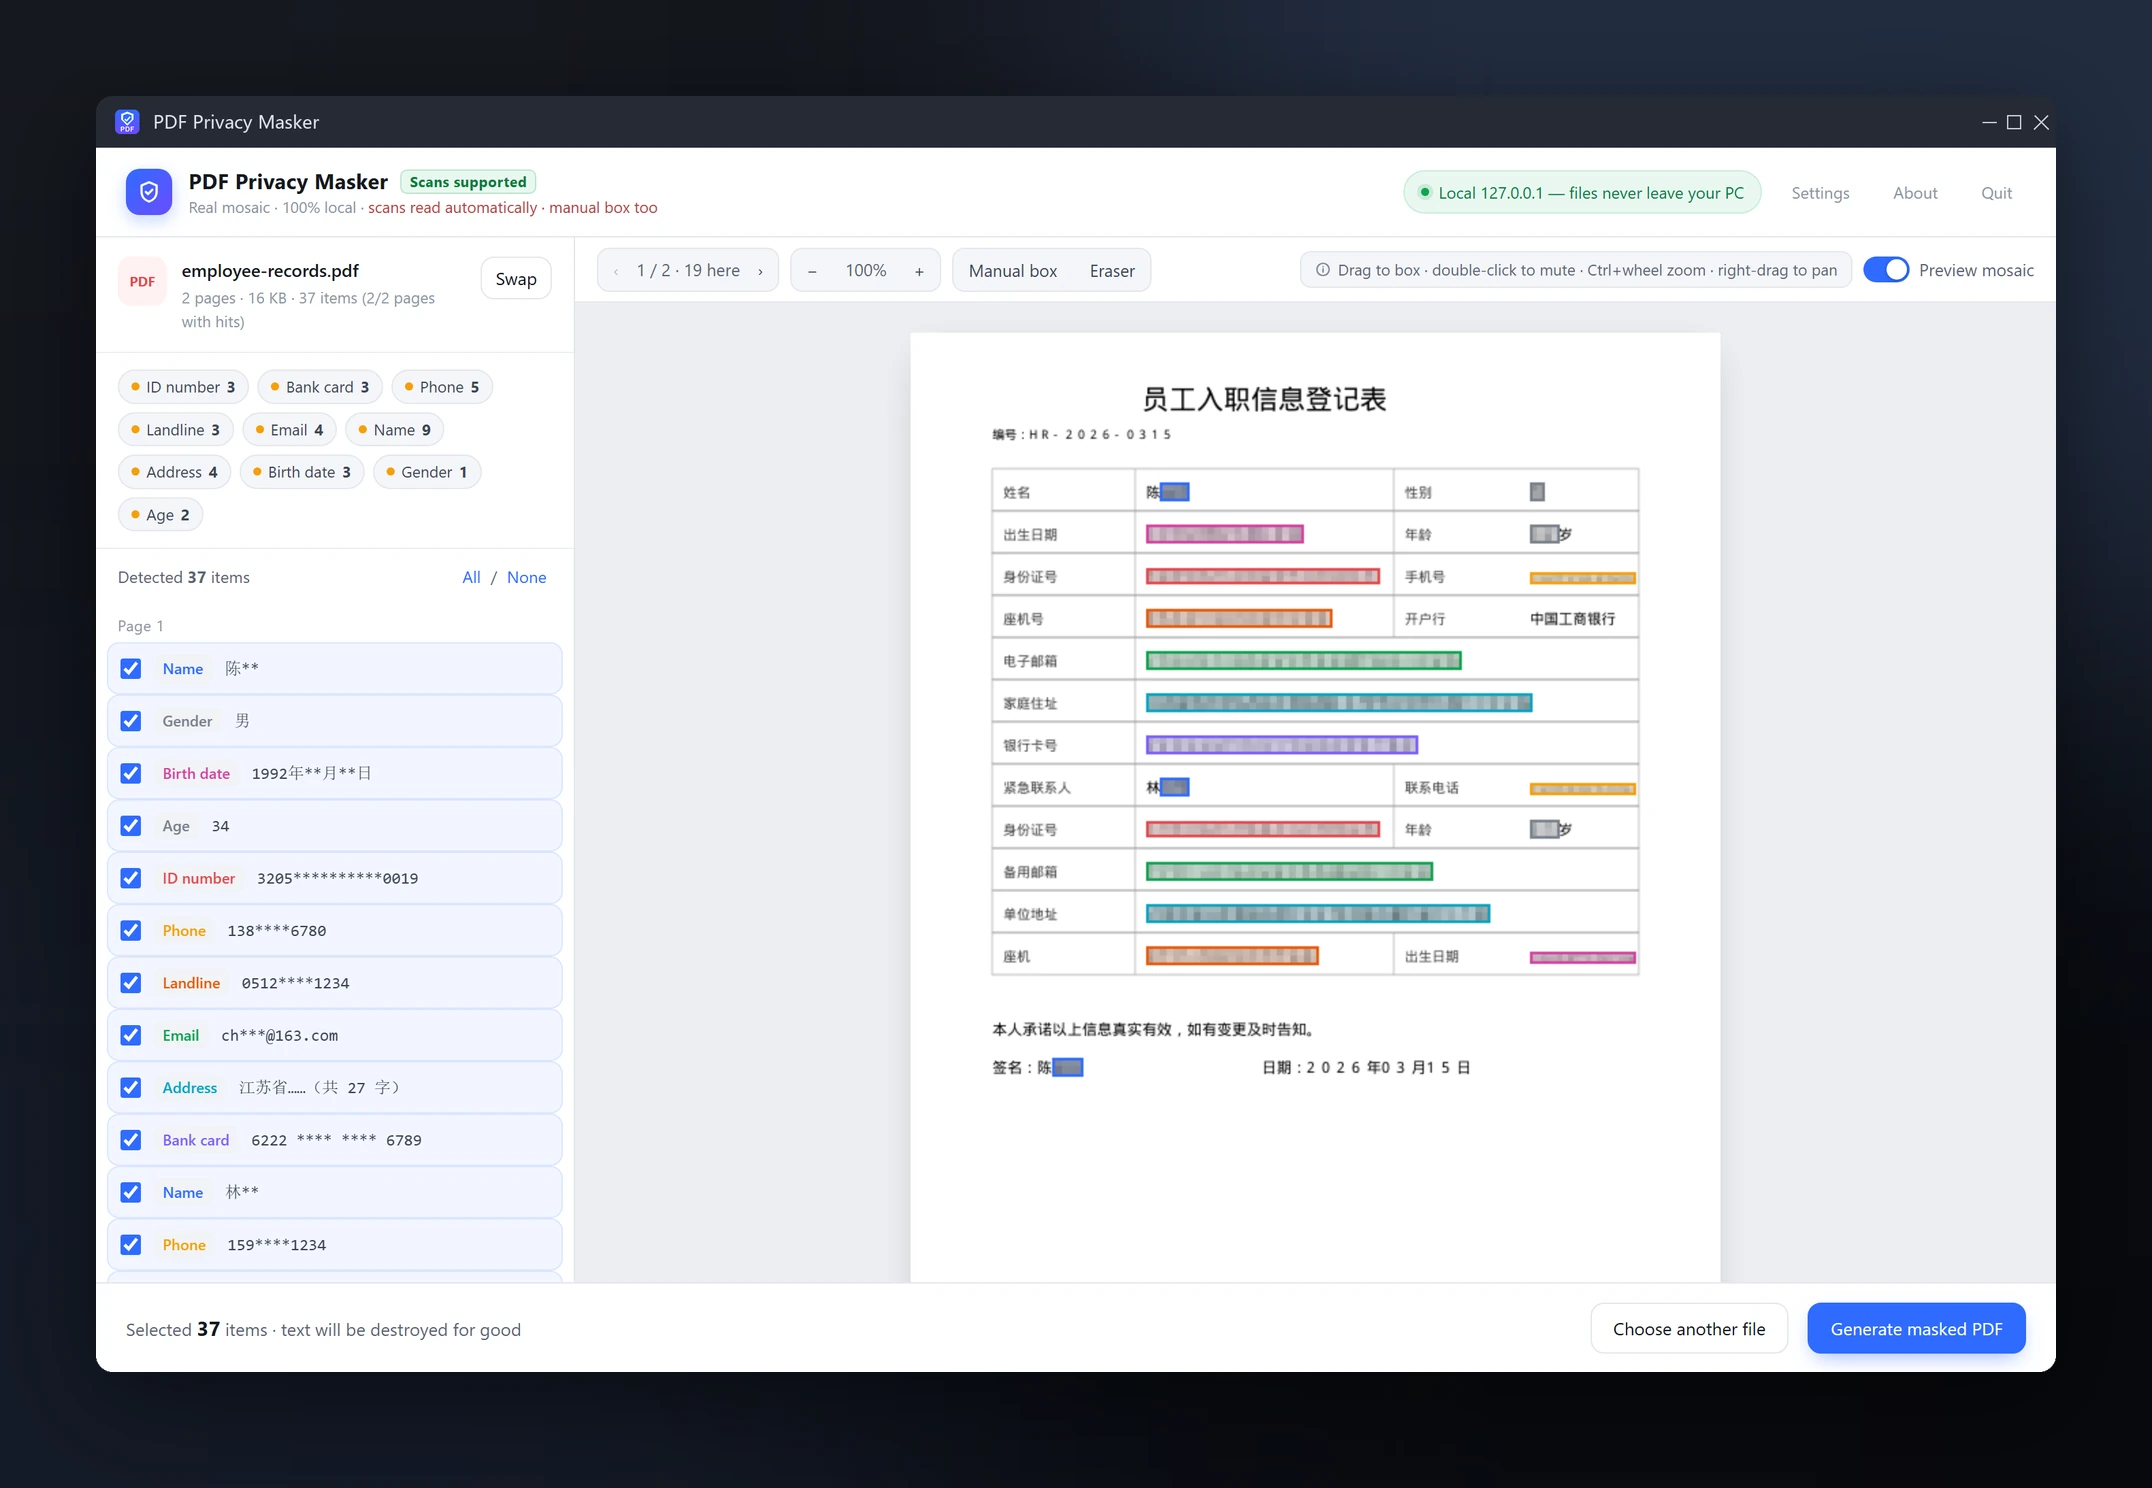 PDF Privacy Masker
PDF Privacy Masker Scans supported
Real mosaic · 100% local · scans read automatically · manual box too
Local 127.0.0.1 — files never leave your PC Settings About Quit
PDF
employee-records.pdf
2 pages · 16 KB · 37 items (2/2 pages
with hits)
Swap
‹ 1 / 2 · 19 here ›
− 100% +
Manual box Eraser
Drag to box · double-click to mute · Ctrl+wheel zoom · right-drag to pan
Preview mosaic
ID number 3 Bank card 3 Phone 5
Landline 3 Email 4 Name 9
Address 4 Birth date 3 Gender 1
Age 2
Detected 37 items All / None
Page 1
Name 陈**
Gender 男
Birth date 1992年**月**日
Age 34
ID number 3205**********0019
Phone 138****6780
Landline 0512****1234
Email ch***@163.com
Address 江苏省……（共 27 字）
Bank card 6222 **** **** 6789
Name 林**
Phone 159****1234
员工入职信息登记表
编号：HR-2026-0315
姓名 陈 性别
出生日期 年龄 岁
身份证号 手机号
座机号 开户行 中国工商银行
电子邮箱
家庭住址
银行卡号
紧急联系人 林 联系电话
身份证号 年龄 岁
备用邮箱
单位地址
座机 出生日期
本人承诺以上信息真实有效，如有变更及时告知。
签名：陈 日期：2026年03月15日
Selected 37 items · text will be destroyed for good
Choose another file
Generate masked PDF